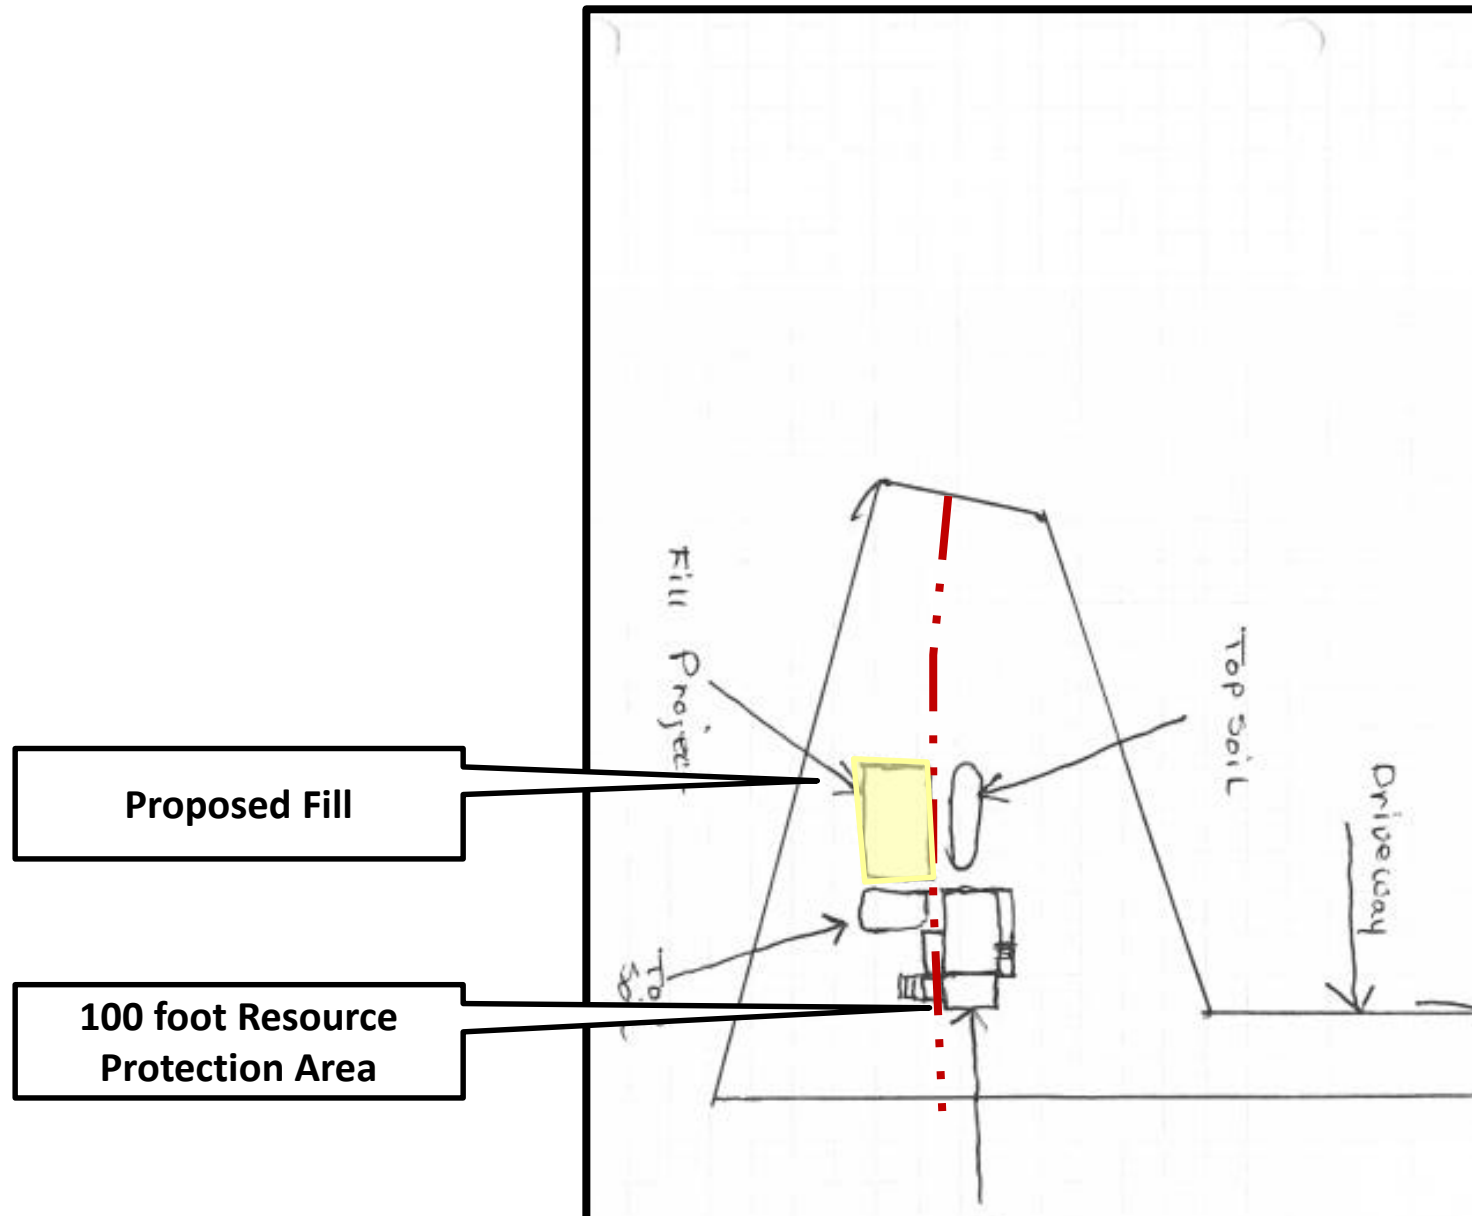 Fill Project
Top Soil
Driveway
Proposed Fill
100 foot Resource
Protection Area